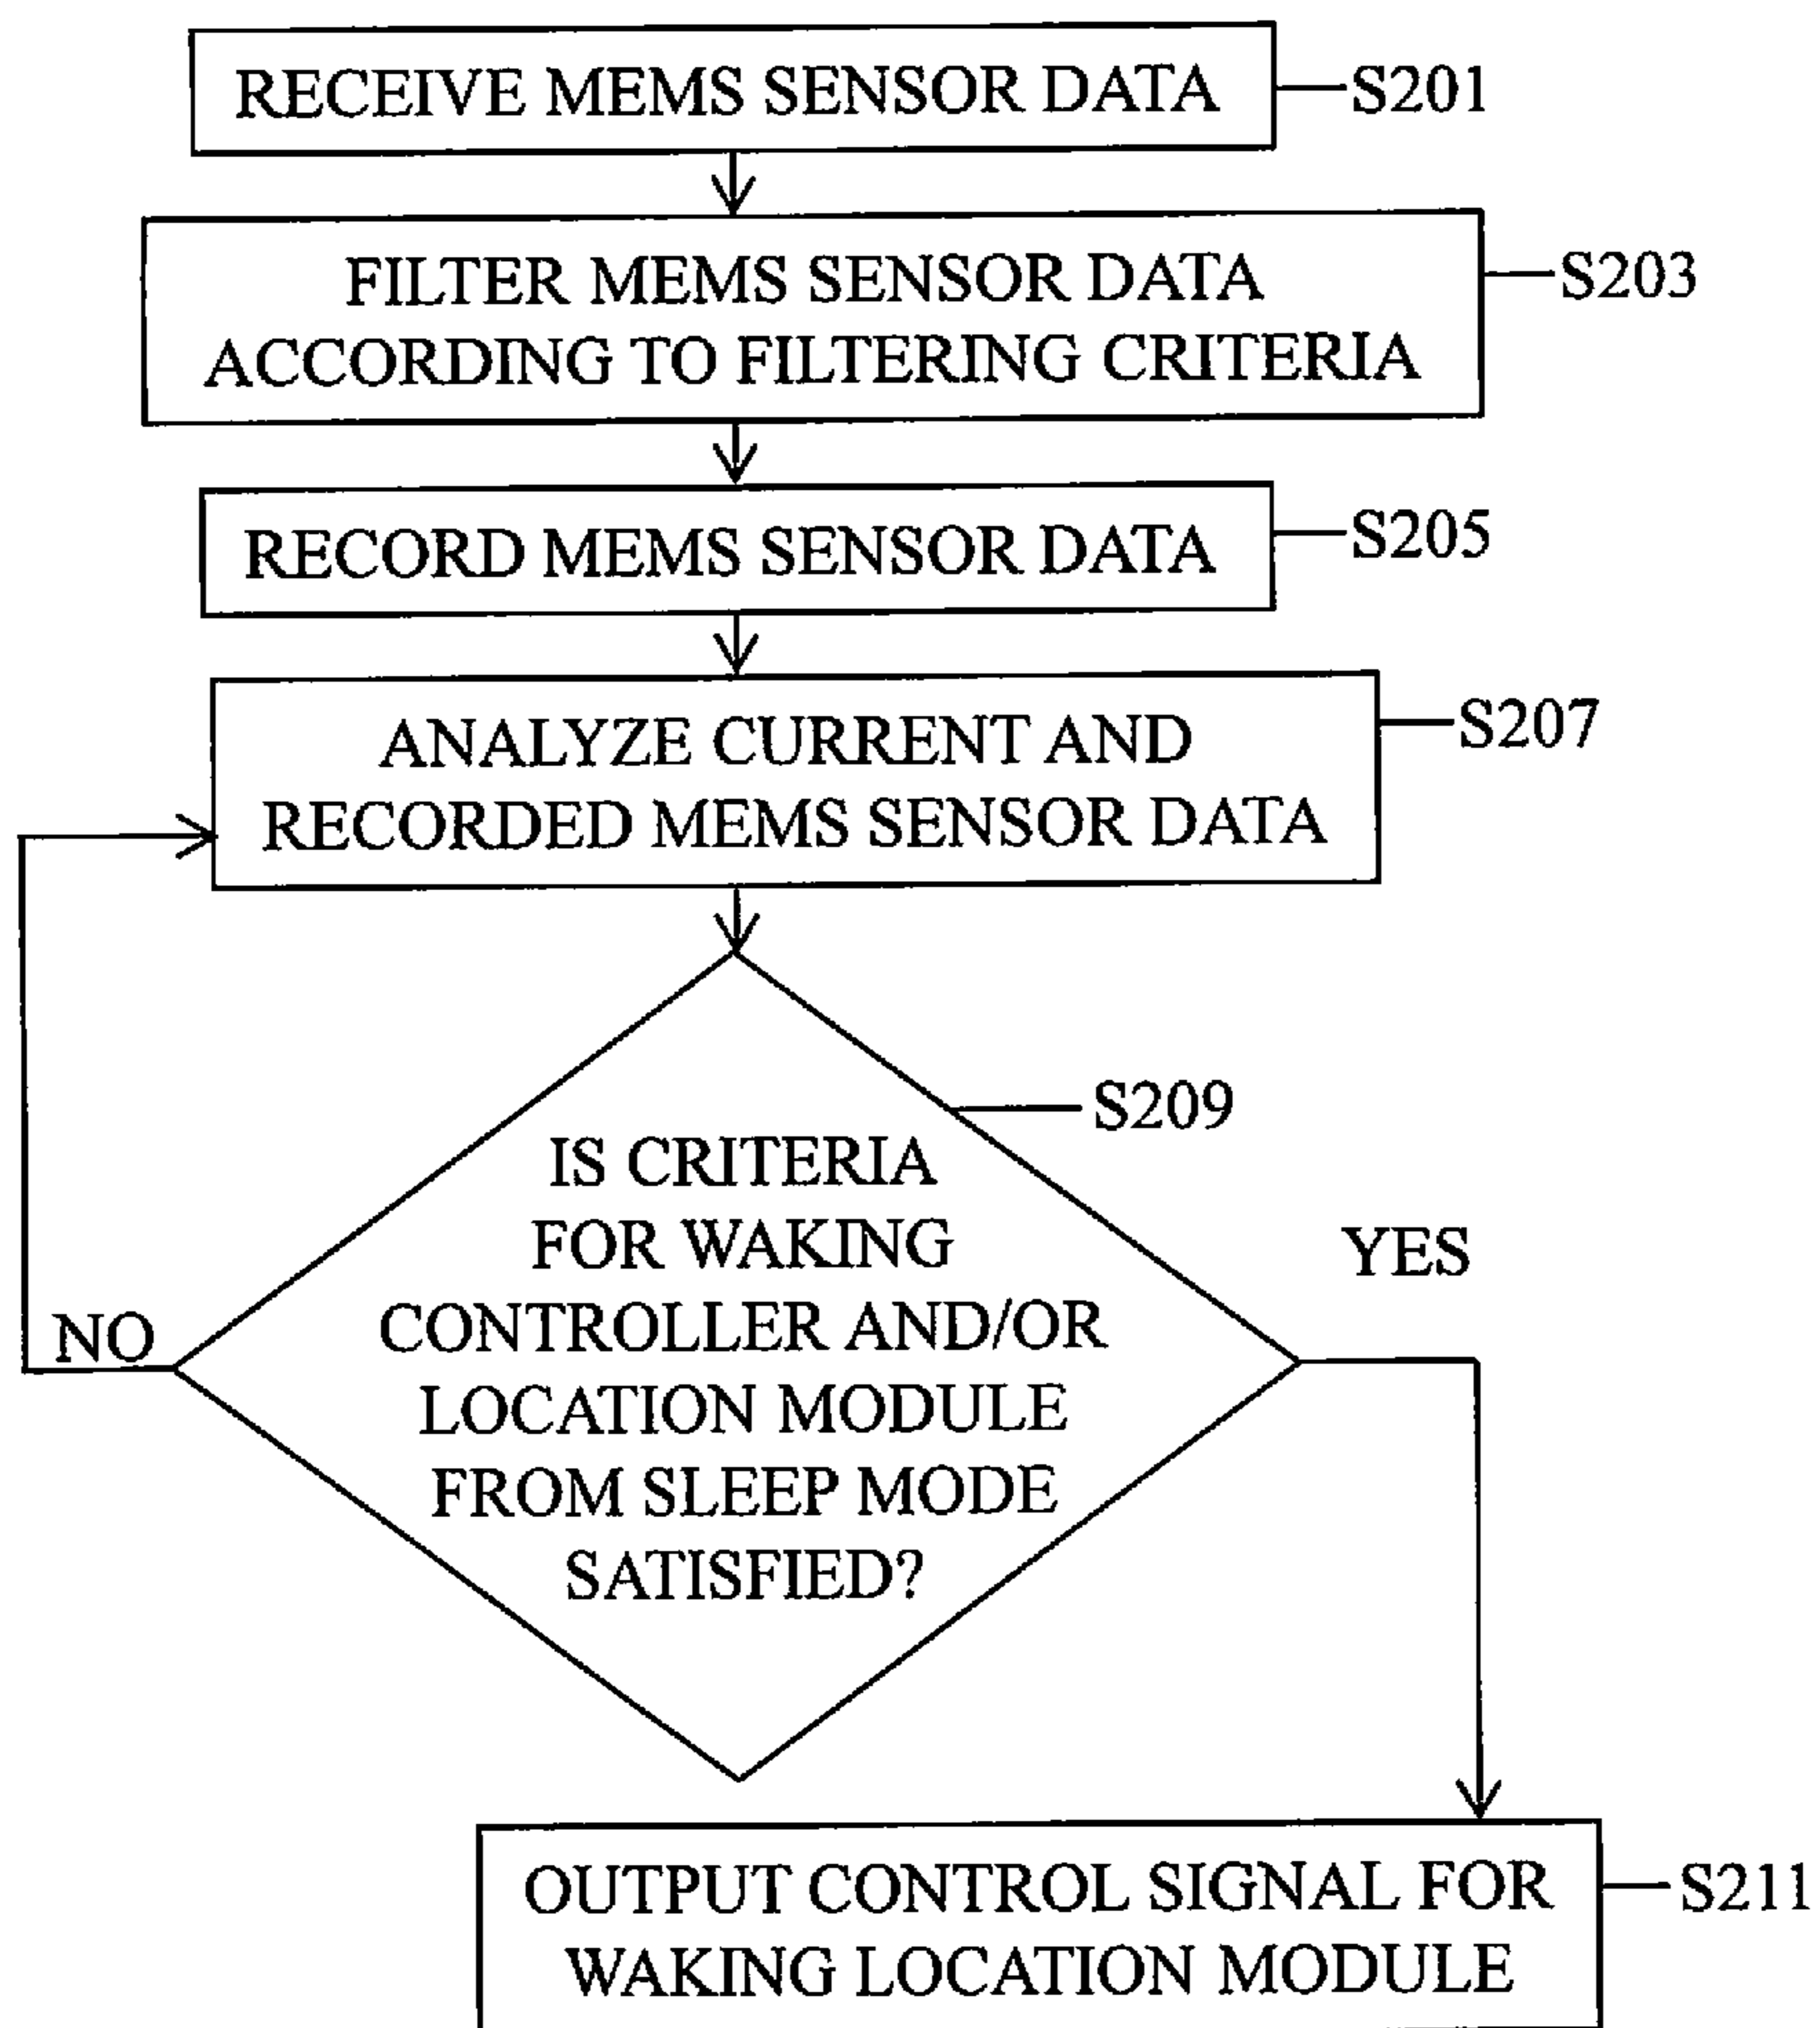 RECEIVE MEMS SENSOR DATA
S201
FILTER MEMS SENSOR DATA
ACCORDING TO FILTERING CRITERIA
S203
RECORD MEMS SENSOR DATA
S205
ANALYZE CURRENT AND
RECORDED MEMS SENSOR DATA
S207
S209
IS CRITERIA
FOR WAKING
CONTROLLER AND/OR
LOCATION MODULE
FROM SLEEP MODE
SATISFIED?
YES
NO
OUTPUT CONTROL SIGNAL FOR
WAKING LOCATION MODULE
S211